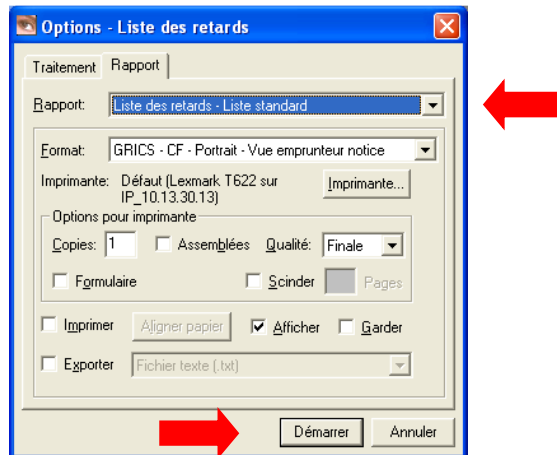 Options - Liste des retards
Traitement Rapport
Rapport: Liste des retards - Liste standard
Format: GRICS - CF - Portrait - Vue emprunteur notice
Imprimante: Défaut (Lexmark T622 sur Imprimante...
IP_10.13.30.13)
Options pour imprimante
Copies: 1 Assemblées Qualité: Finale
Formulaire Scinder Pages
Imprimer Aligner papier Afficher Garder
Exporter Fichier texte (.txt)
Démarrer Annuler